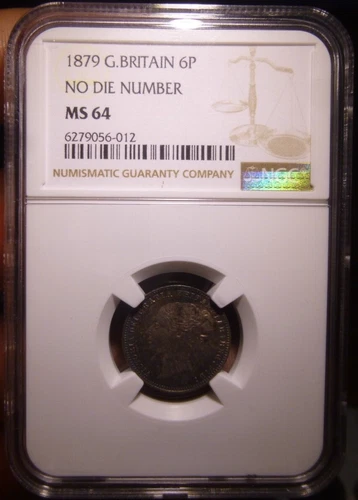 1879 G.BRITAIN 6P
NO DIE NUMBER
MS 64
6279056-012
NUMISMATIC GUARANTY COMPANY
NGC